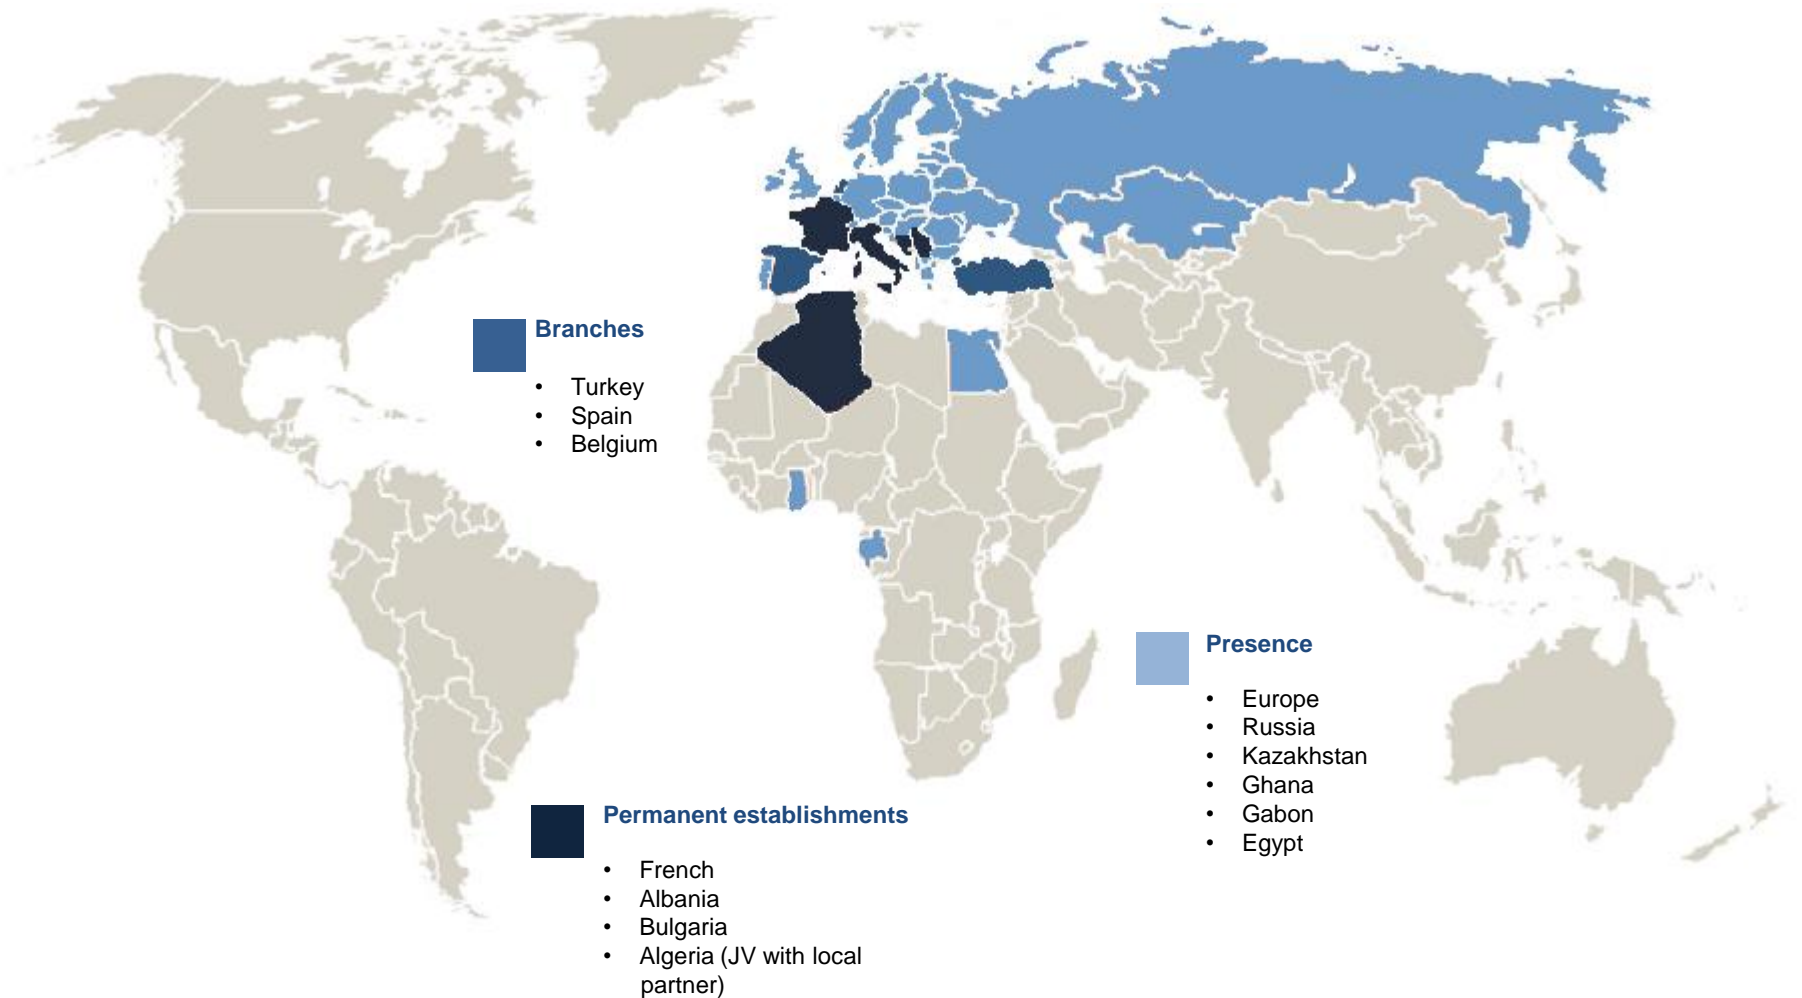 Branches
• Turkey
• Spain
• Belgium
Presence
• Europe
• Russia
• Kazakhstan
• Ghana
• Gabon
• Egypt
Permanent establishments
• French
• Albania
• Bulgaria
• Algeria (JV with local
partner)